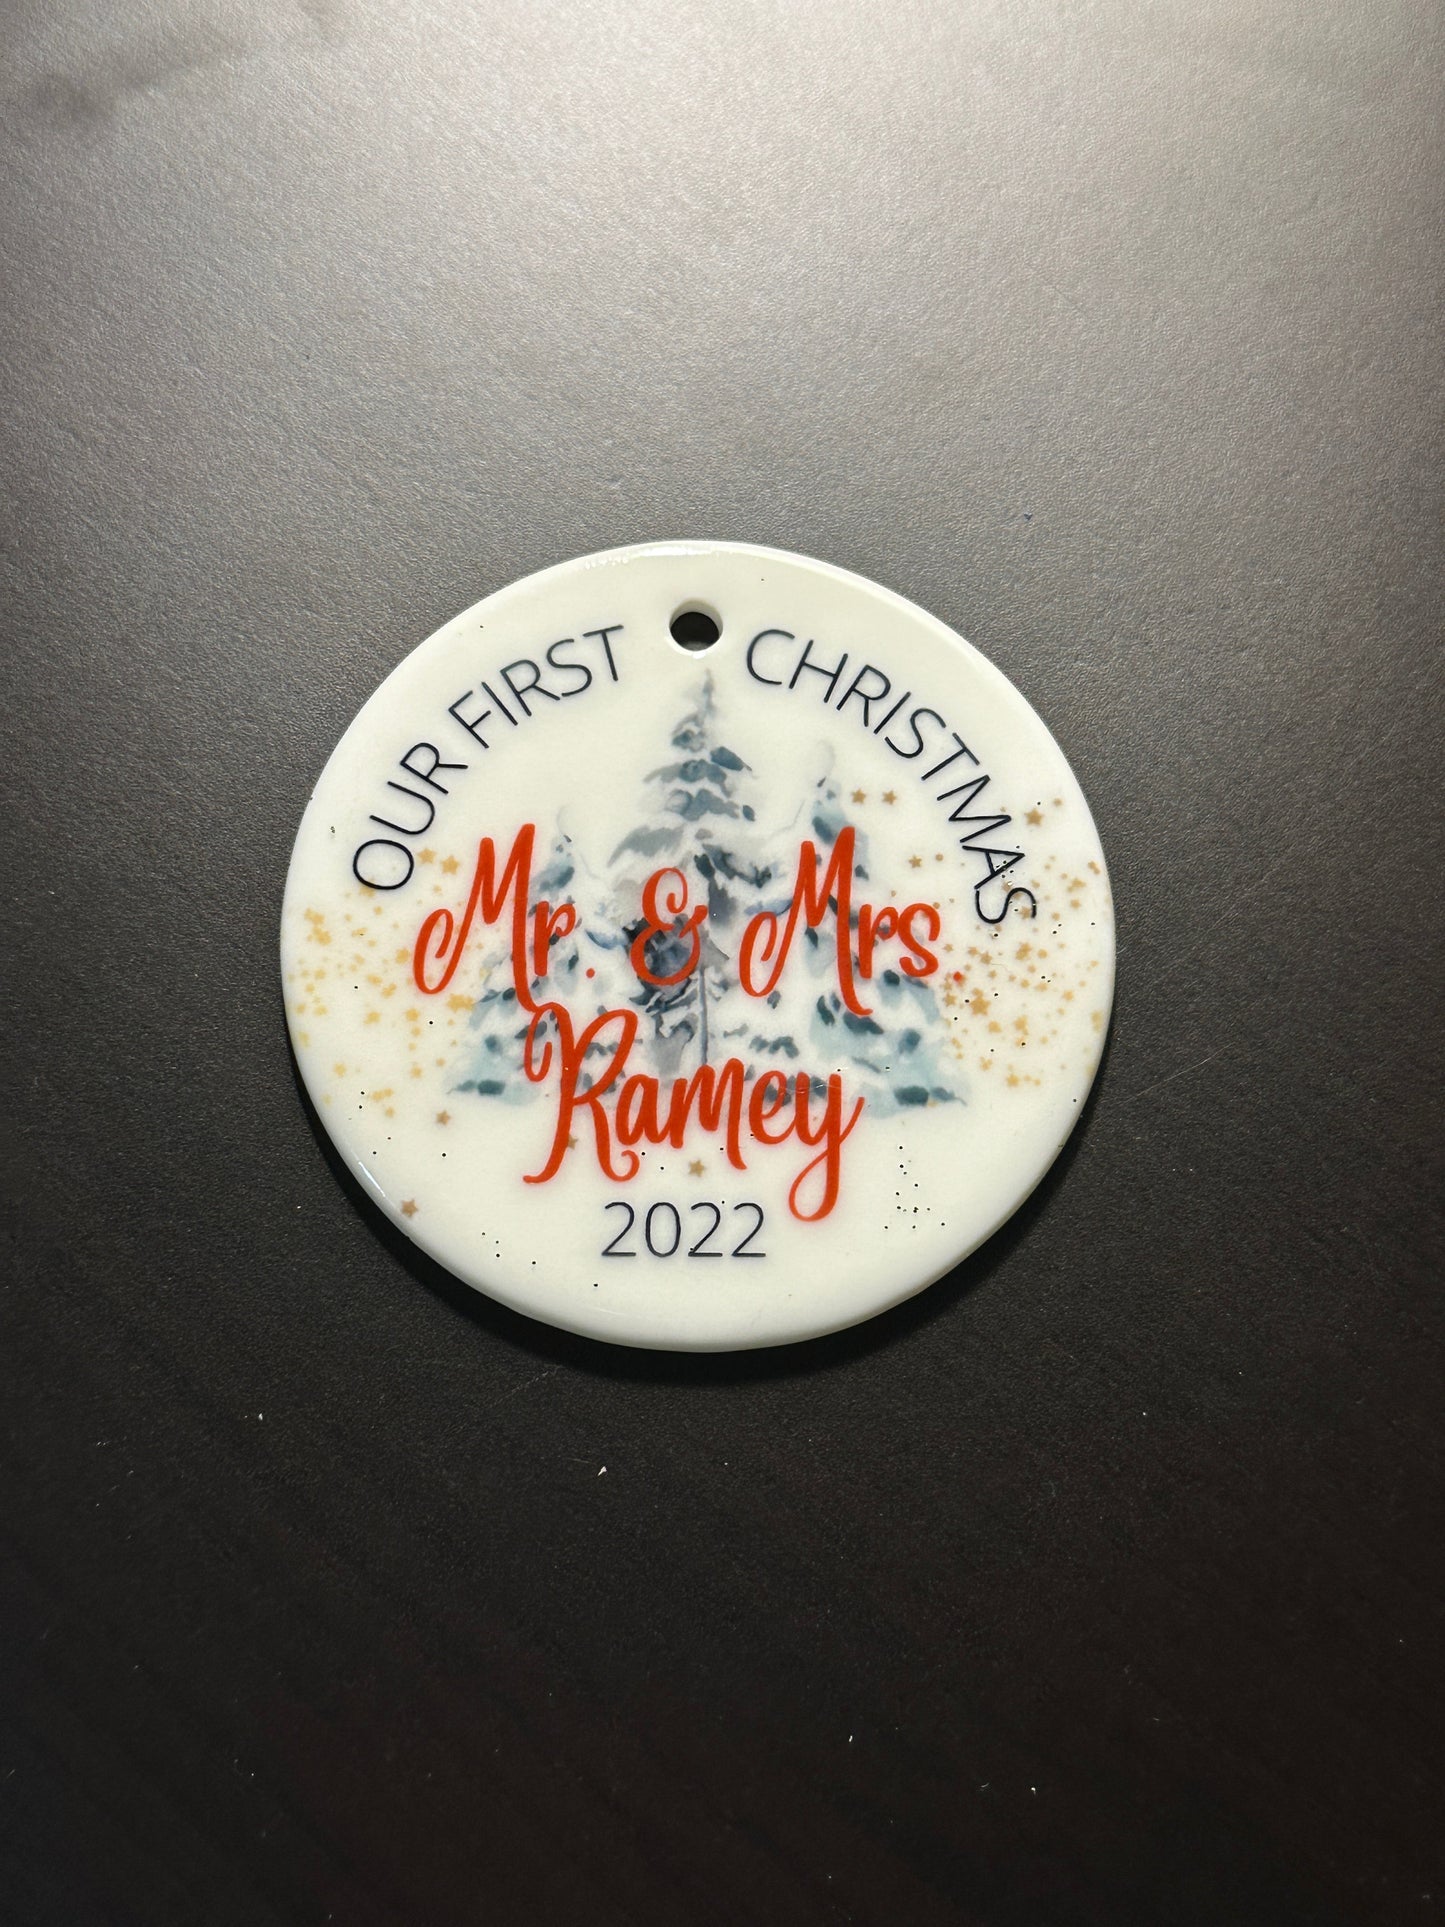 OUR FIRST CHRISTMAS
Mr. & Mrs.
Ramey
2022